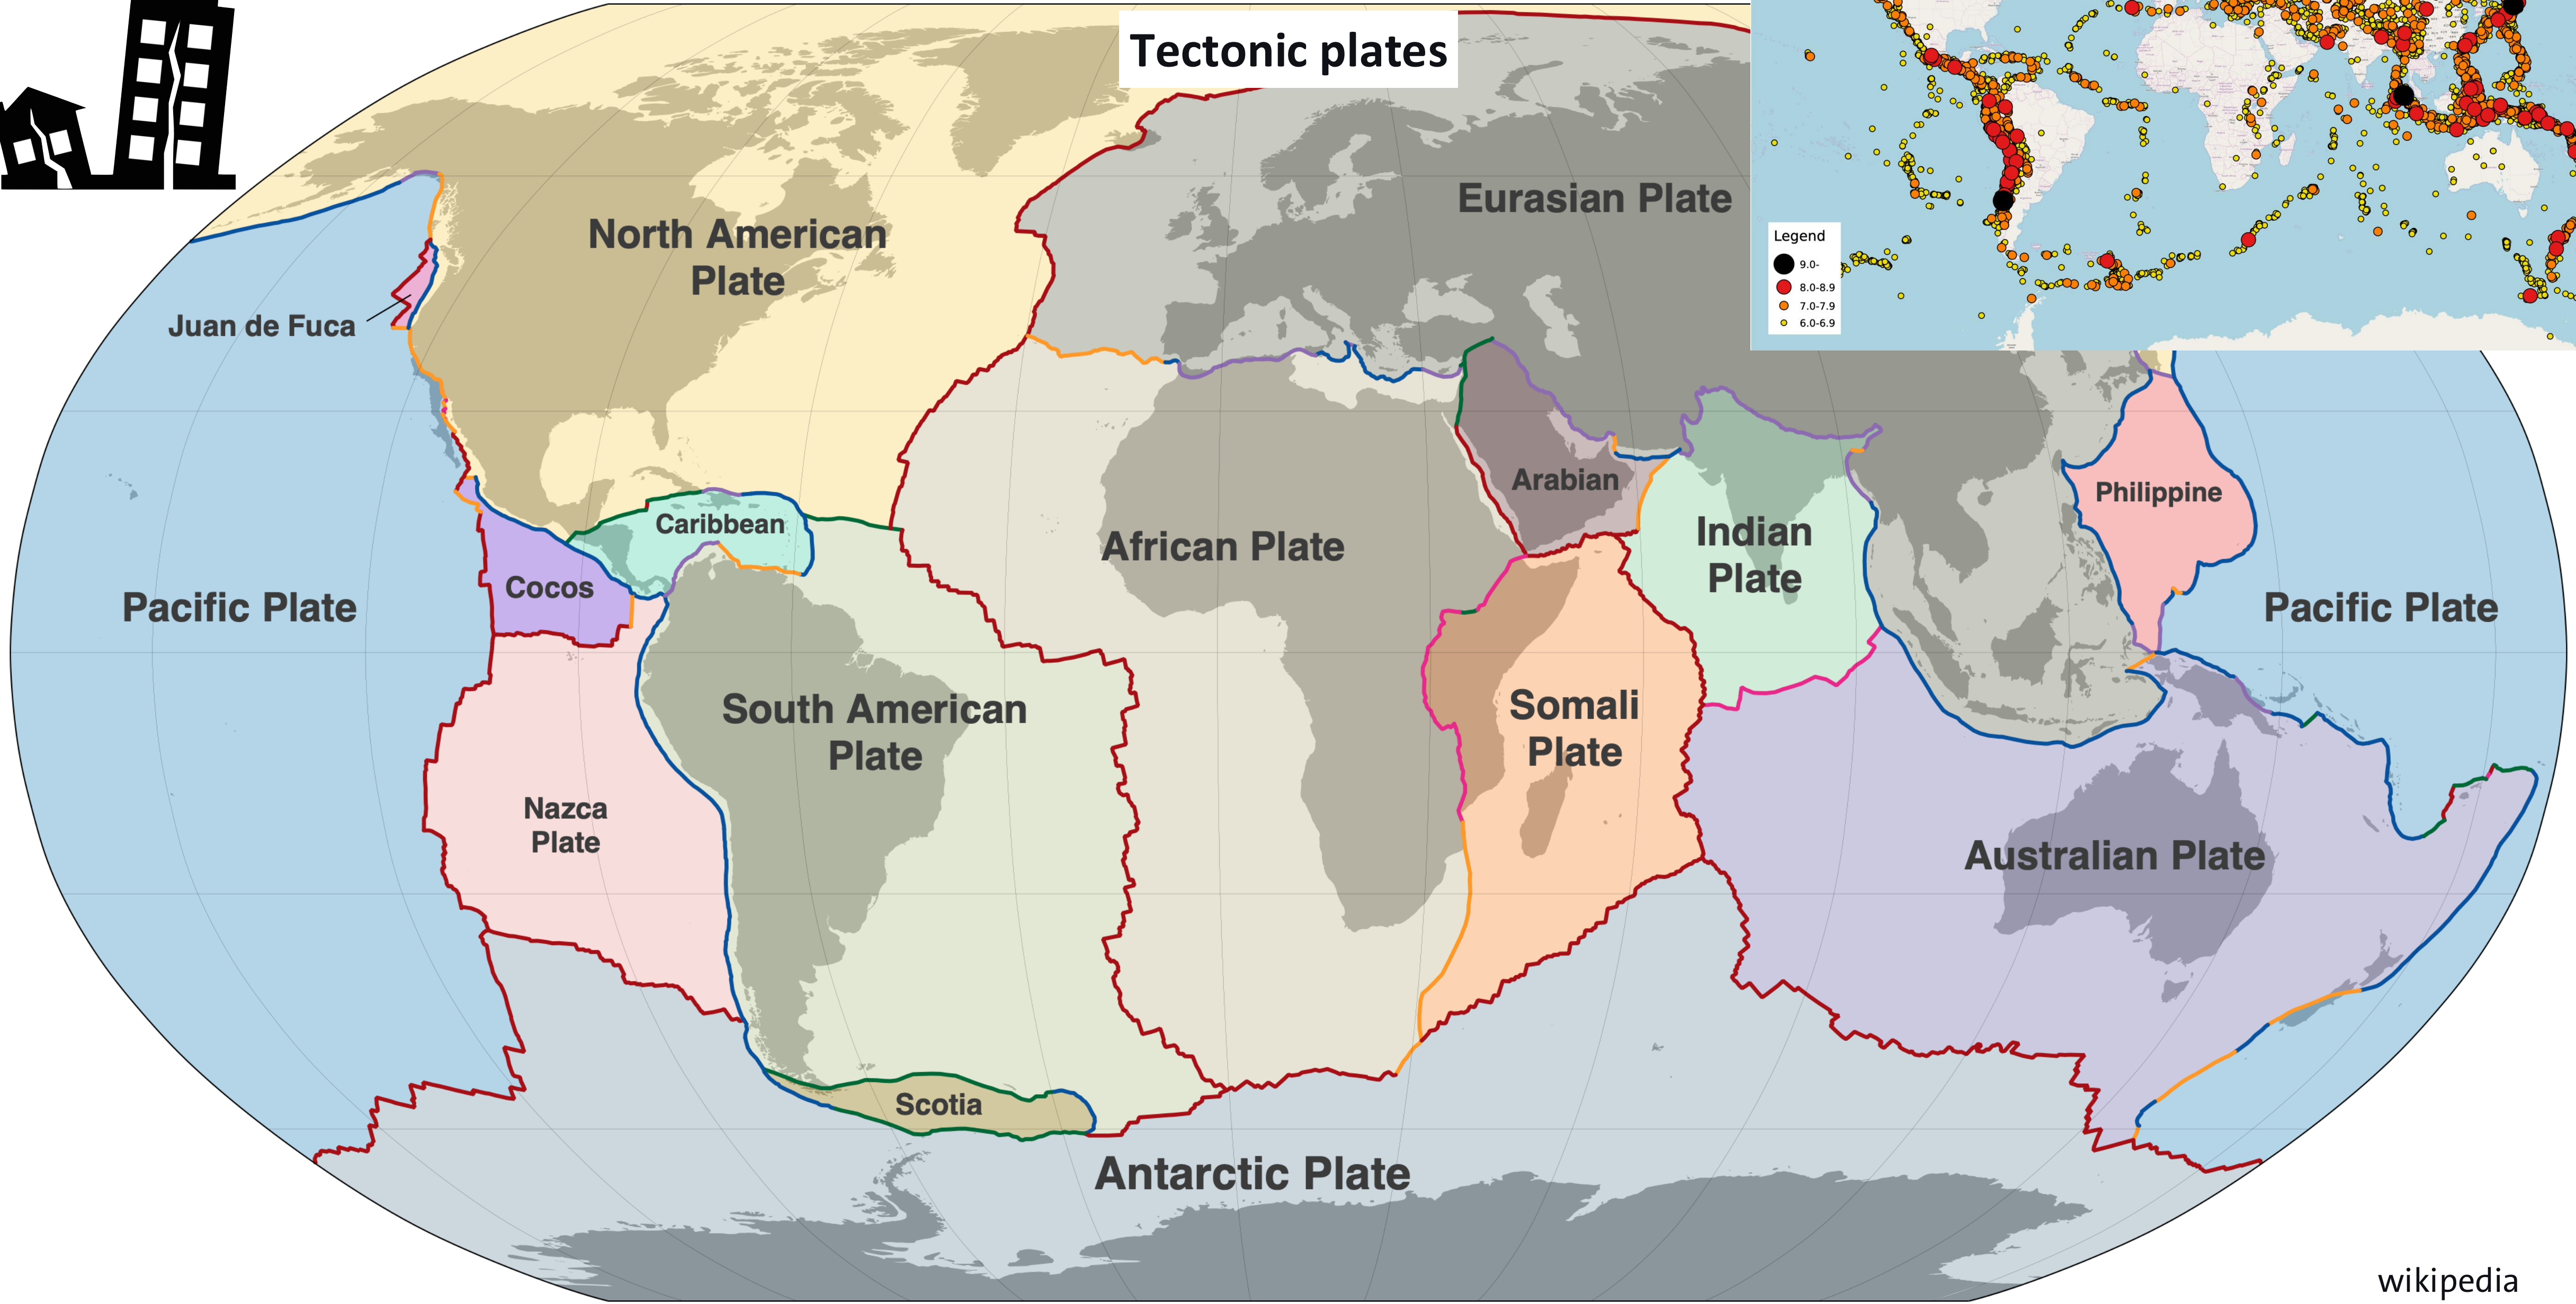 Tectonic plates
North American
Plate
Eurasian Plate
Juan de Fuca
Legend
9.0-
8.0-8.9
7.0-7.9
6.0-6.9
Arabian
Philippine
Caribbean
African Plate
Indian
Plate
Cocos
Pacific Plate
Pacific Plate
South American
Plate
Somali
Plate
Nazca
Plate
Australian Plate
Scotia
Antarctic Plate
wikipedia